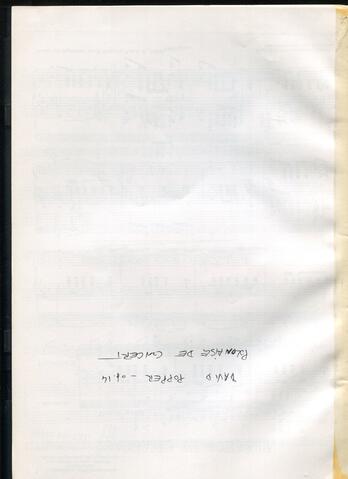 DAVID POPPER - op.14
POLONAISE DE CONCERT